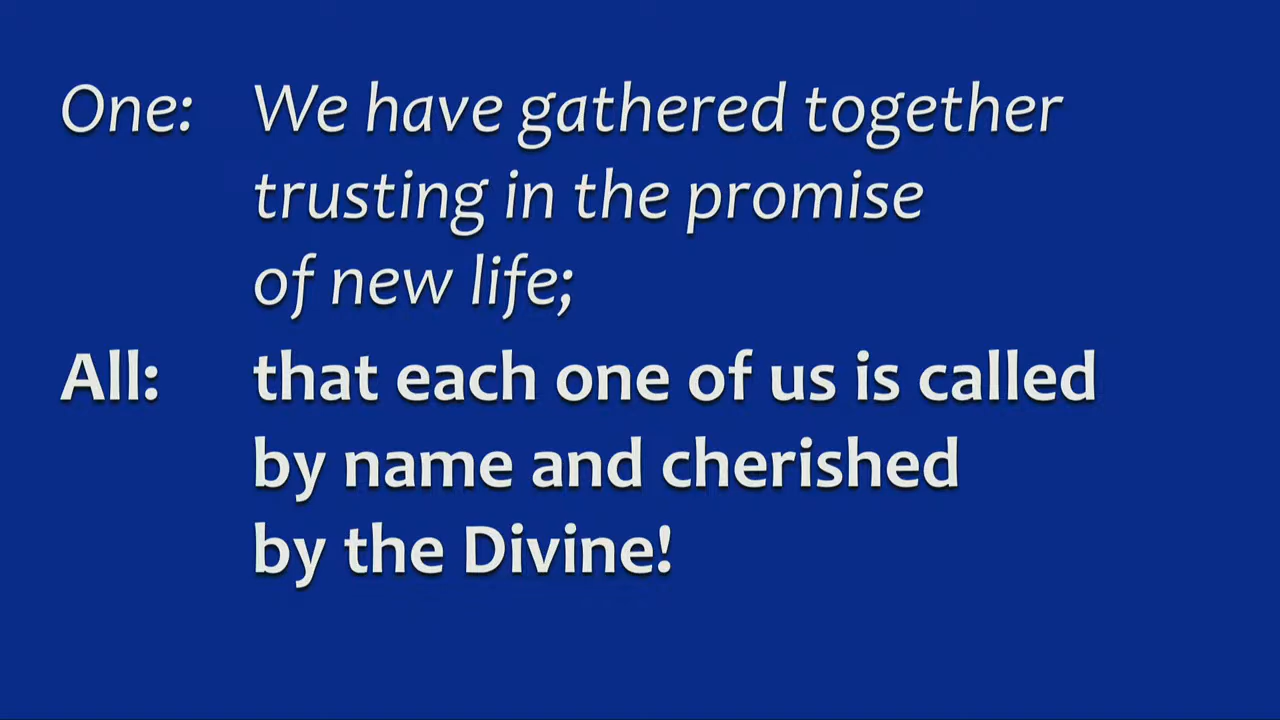 One: We have gathered together
trusting in the promise
of new life;
All: that each one of us is called
by name and cherished
by the Divine!